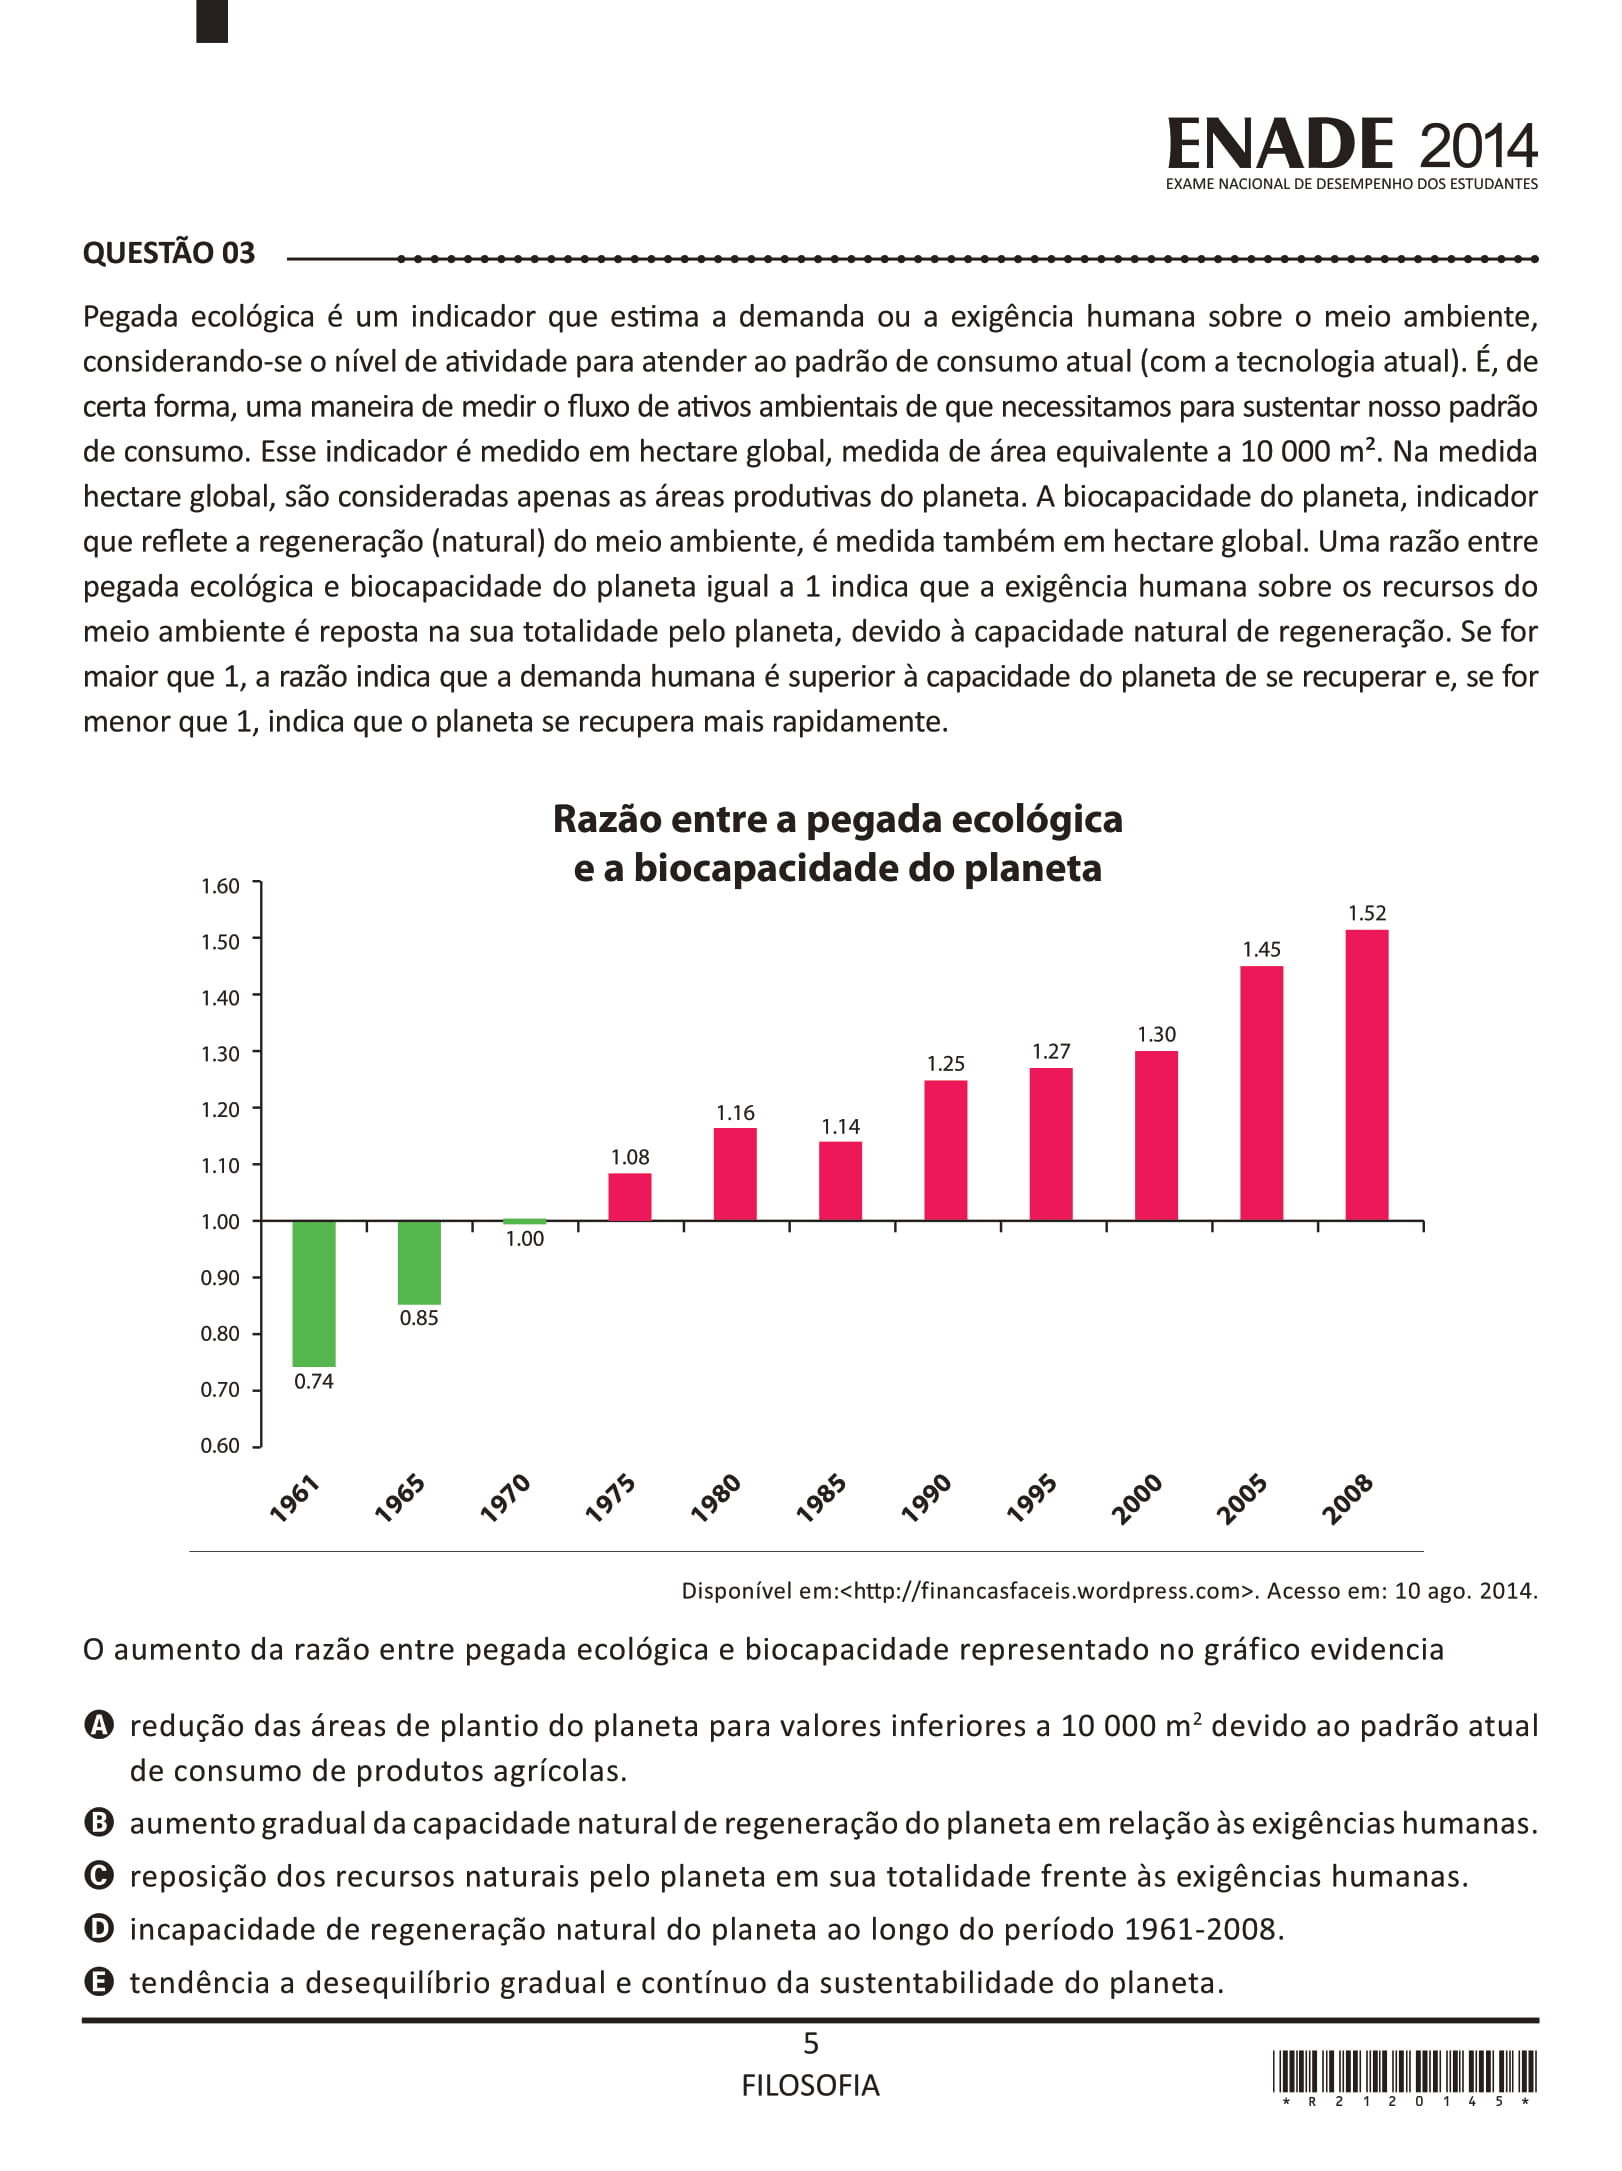 ENADE 2014
EXAME NACIONAL DE DESEMPENHO DOS ESTUDANTES
QUESTÃO 03
Pegada ecológica é um indicador que estima a demanda ou a exigência humana sobre o meio ambiente,
considerando-se o nível de atividade para atender ao padrão de consumo atual (com a tecnologia atual). É, de
certa forma, uma maneira de medir o fluxo de ativos ambientais de que necessitamos para sustentar nosso padrão
de consumo. Esse indicador é medido em hectare global, medida de área equivalente a 10 000 m². Na medida
hectare global, são consideradas apenas as áreas produtivas do planeta. A biocapacidade do planeta, indicador
que reflete a regeneração (natural) do meio ambiente, é medida também em hectare global. Uma razão entre
pegada ecológica e biocapacidade do planeta igual a 1 indica que a exigência humana sobre os recursos do
meio ambiente é reposta na sua totalidade pelo planeta, devido à capacidade natural de regeneração. Se for
maior que 1, a razão indica que a demanda humana é superior à capacidade do planeta de se recuperar e, se for
menor que 1, indica que o planeta se recupera mais rapidamente.
Razão entre a pegada ecológica
e a biocapacidade do planeta
1.60
1.50
1.40
1.30
1.20
1.10
1.00
0.90
0.80
0.70
0.60
0.74
0.85
1.00
1.08
1.16
1.14
1.25
1.27
1.30
1.45
1.52
1961
1965
1970
1975
1980
1985
1990
1995
2000
2005
2008
Disponível em:<http://financasfaceis.wordpress.com>. Acesso em: 10 ago. 2014.
O aumento da razão entre pegada ecológica e biocapacidade representado no gráfico evidencia
A redução das áreas de plantio do planeta para valores inferiores a 10 000 m² devido ao padrão atual
de consumo de produtos agrícolas.
B aumento gradual da capacidade natural de regeneração do planeta em relação às exigências humanas.
C reposição dos recursos naturais pelo planeta em sua totalidade frente às exigências humanas.
D incapacidade de regeneração natural do planeta ao longo do período 1961-2008.
E tendência a desequilíbrio gradual e contínuo da sustentabilidade do planeta.
5
FILOSOFIA
* R 2 1 2 0 1 4 5 *